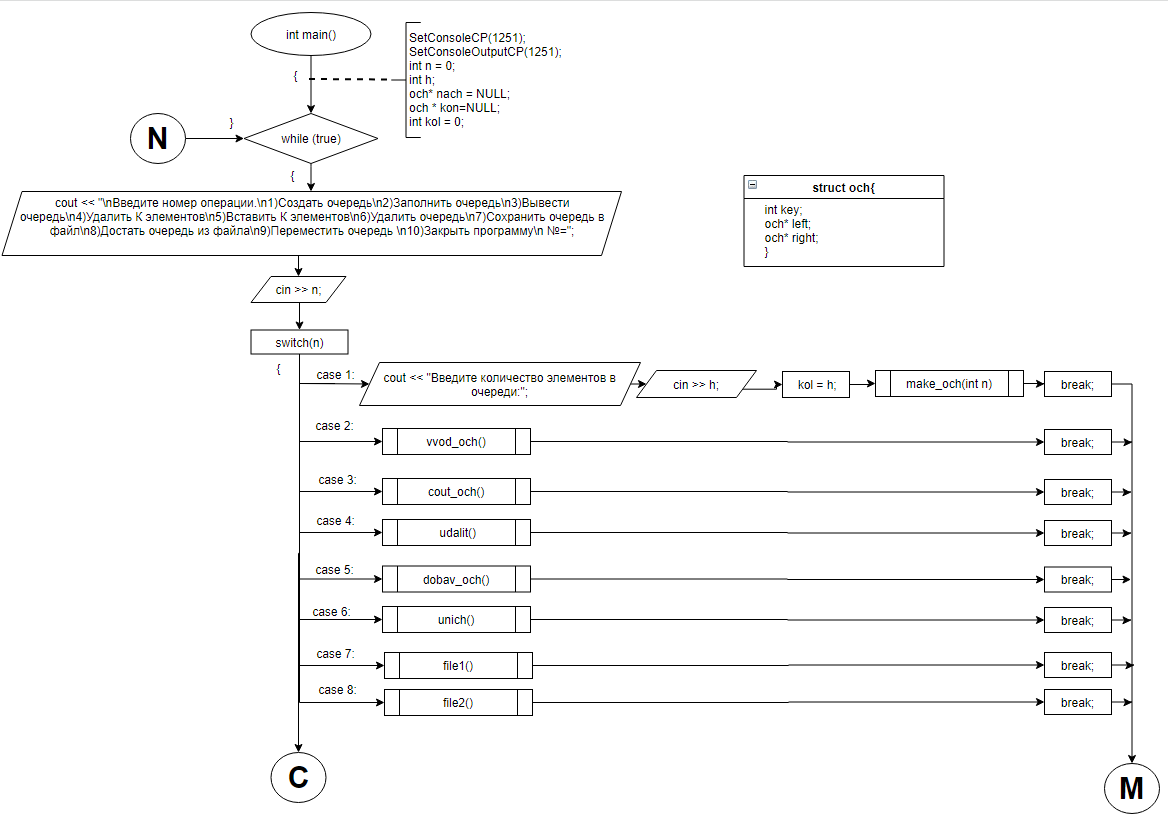 int main()
{
SetConsoleCP(1251);
SetConsoleOutputCP(1251);
int n = 0;
int h;
och* nach = NULL;
och * kon=NULL;
int kol = 0;
N
}
while (true)
{
cout << "\nВведите номер операции.\n1)Создать очередь\n2)Заполнить очередь\n3)Вывести
очередь\n4)Удалить К элементов\n5)Вставить К элементов\n6)Удалить очередь\n7)Сохранить очередь в
файл\n8)Достать очередь из файла\n9)Переместить очередь \n10)Закрыть программу\n №=";
struct och{
int key;
och* left;
och* right;
}
cin >> n;
switch(n)
{
case 1:
cout << "Введите количество элементов в
очереди:";
cin >> h;
kol = h;
make_och(int n)
break;
case 2:
vvod_och()
break;
case 3:
cout_och()
break;
case 4:
udalit()
break;
case 5:
dobav_och()
break;
case 6:
unich()
break;
case 7:
file1()
break;
case 8:
file2()
break;
C
M